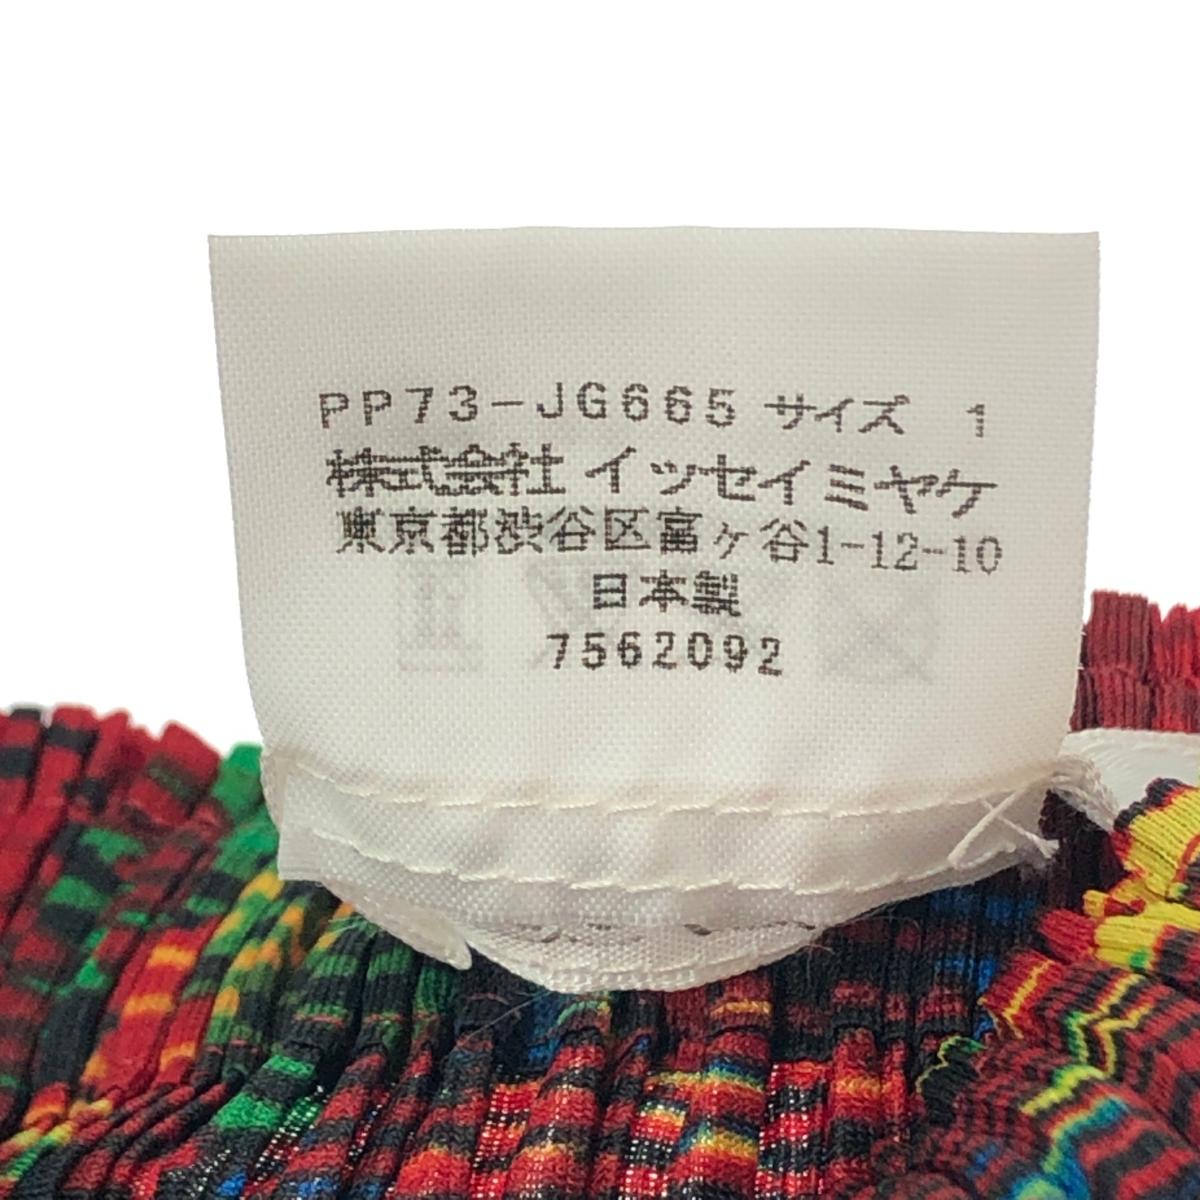 PP73-JG665 サイズ 1
株式会社 イッセイミヤケ
東京都渋谷区富ヶ谷1-12-10
日本製
7562092